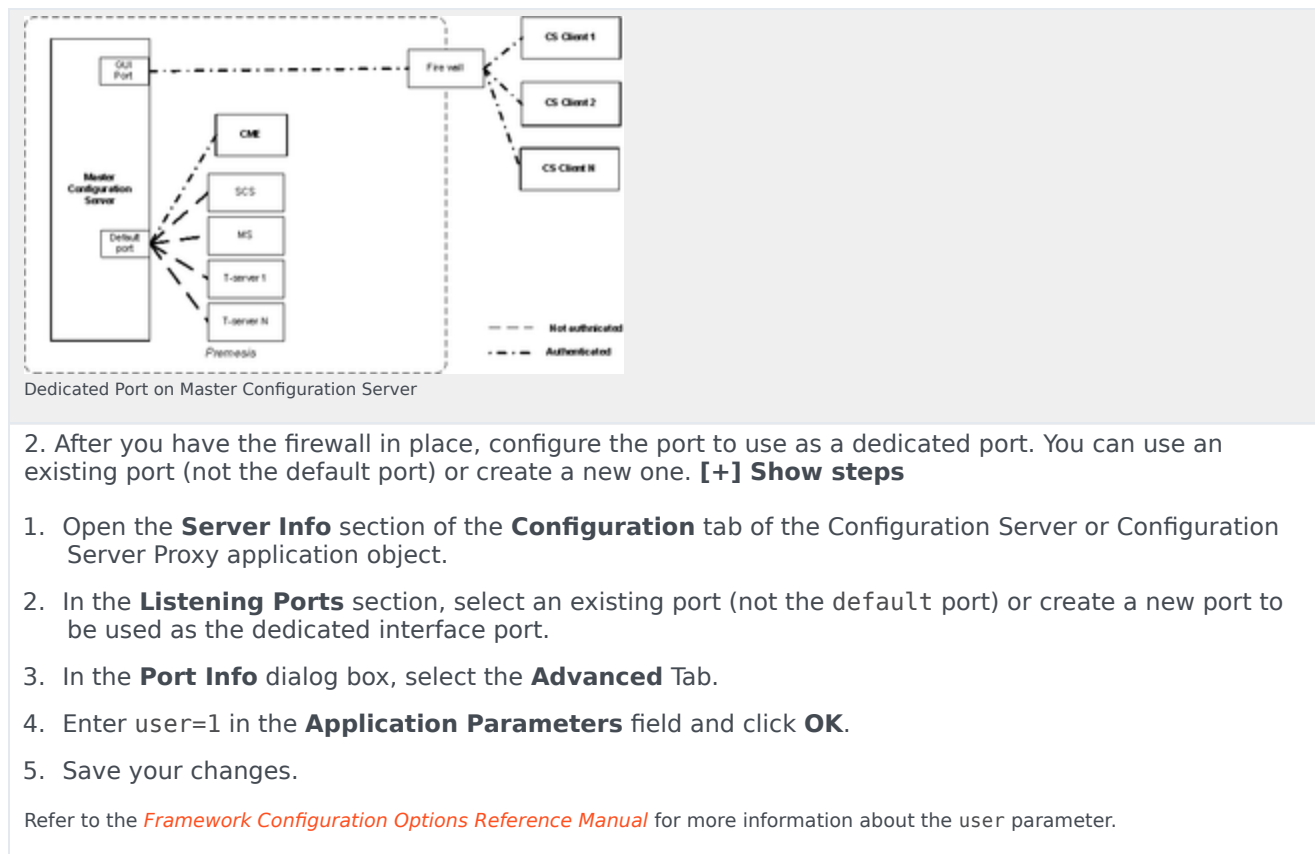 CS Client 1
GUI
Port
Fire wall
CS Client 2
CME
CS Client N
Master
Configuration
Server
SCS
MS
Default
port
T-server 1
T-server N
Not authnicated
Premesis
Authenticated
Dedicated Port on Master Configuration Server
2. After you have the firewall in place, configure the port to use as a dedicated port. You can use an
existing port (not the default port) or create a new one. [+] Show steps
1. Open the Server Info section of the Configuration tab of the Configuration Server or Configuration
Server Proxy application object.
2. In the Listening Ports section, select an existing port (not the default port) or create a new port to
be used as the dedicated interface port.
3. In the Port Info dialog box, select the Advanced Tab.
4. Enter user=1 in the Application Parameters field and click OK.
5. Save your changes.
Refer to the Framework Configuration Options Reference Manual for more information about the user parameter.